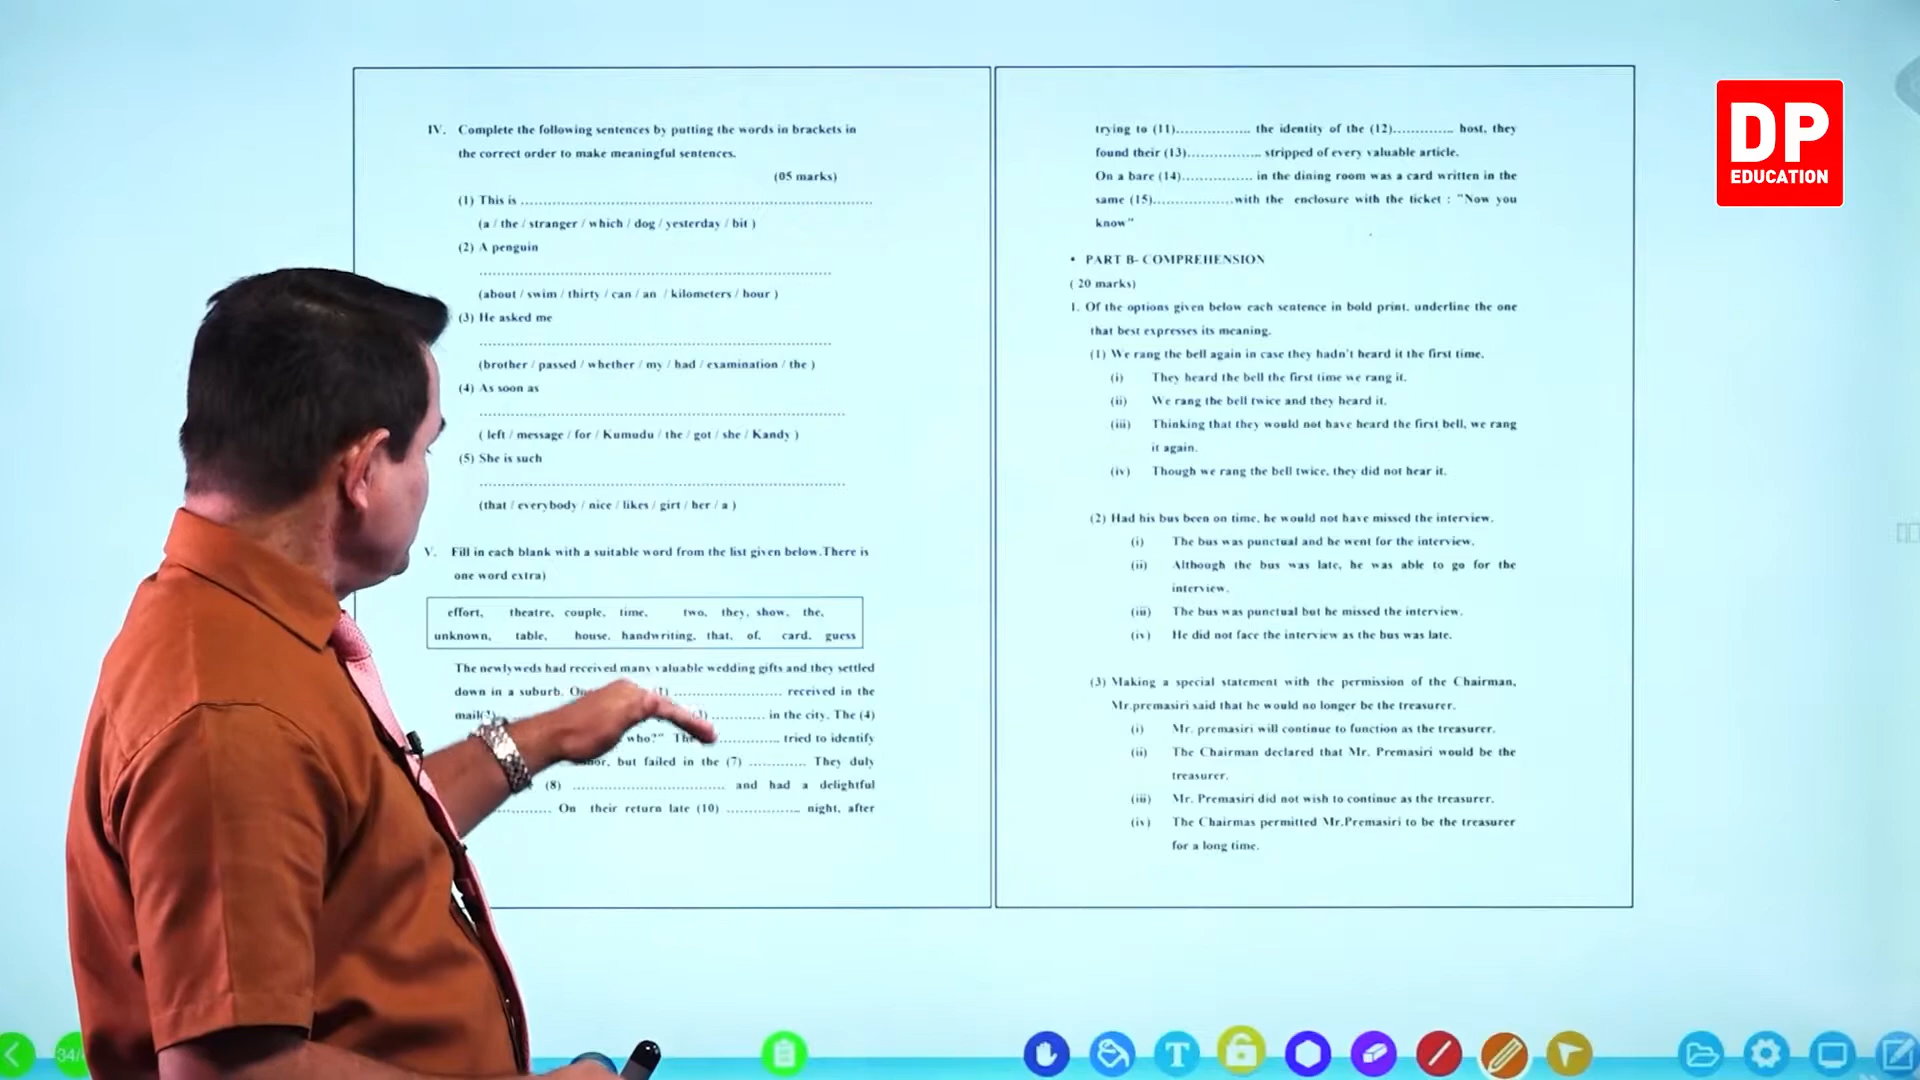 IV. Complete the following sentences by putting the words in brackets in
the correct order to make meaningful sentences.
(05 marks)
(1) This is ........................................................................
(a / the / stranger / which / dog / yesterday / bit )
(2) A penguin
........................................................................
(about / swim / thirty / can / an / kilometers / hour )
(3) He asked me
........................................................................
(brother / passed / whether / my / had / examination / the )
(4) As soon as
........................................................................
( left / message / for / Kumudu / the / got / she / Kandy )
(5) She is such
........................................................................
(that / everybody / nice / likes / girt / her / a )
V. Fill in each blank with a suitable word from the list given below.There is
one word extra)
effort, theatre, couple, time, two, they, show, the,
unknown, table, house, handwriting, that, of, card, guess
The newlyweds had received many valuable wedding gifts and they settled
down in a suburb. .......................... received in the
mail(2) ............ in the city. The (4)
who?" .............. tried to identify
but failed in the (7) ............ They duly
(8) ................................ and had a delightful
............ On their return late (10) ................ night, after
trying to (11)................ the identity of the (12)............. host, they
found their (13)................ stripped of every valuable article.
On a bare (14)................ in the dining room was a card written in the
same (15)..................with the enclosure with the ticket : "Now you
know"
• PART B- COMPREHENSION
( 20 marks)
1. Of the options given below each sentence in bold print, underline the one
that best expresses its meaning.
(1) We rang the bell again in case they hadn't heard it the first time.
(i) They heard the bell the first time we rang it.
(ii) We rang the bell twice and they heard it.
(iii) Thinking that they would not have heard the first bell, we rang
it again.
(iv) Though we rang the bell twice, they did not hear it.
(2) Had his bus been on time, he would not have missed the interview.
(i) The bus was punctual and he went for the interview.
(ii) Although the bus was late, he was able to go for the
interview.
(iii) The bus was punctual but he missed the interview.
(iv) He did not face the interview as the bus was late.
(3) Making a special statement with the permission of the Chairman,
Mr.premasiri said that he would no longer be the treasurer.
(i) Mr. premasiri will continue to function as the treasurer.
(ii) The Chairman declared that Mr. Premasiri would be the
treasurer.
(iii) Mr. Premasiri did not wish to continue as the treasurer.
(iv) The Chairmas permitted Mr.Premasiri to be the treasurer
for a long time.
DP
EDUCATION
34/
T